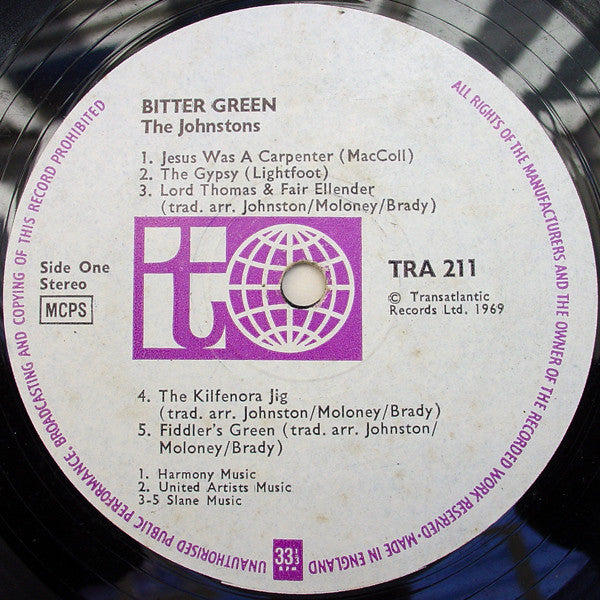 BITTER GREEN
The Johnstons
1. Jesus Was A Carpenter (MacColl)
2. The Gypsy (Lightfoot)
3. Lord Thomas & Fair Ellender
(trad. arr. Johnston/Moloney/Brady)
Side One
Stereo
MCPS
it
TRA 211
© Transatlantic
Records Ltd. 1969
4. The Kilfenora Jig
(trad. arr. Johnston/Moloney/Brady)
5. Fiddler's Green (trad. arr. Johnston/
Moloney/Brady)
1. Harmony Music
2. United Artists Music
3-5 Slane Music
33⅓
RPM
ALL RIGHTS OF THE MANUFACTURERS AND THE OWNER OF THE RECORDED WORK RESERVED-MADE IN ENGLAND
UNAUTHORISED PUBLIC PERFORMANCE, BROADCASTING AND COPYING OF THIS RECORD PROHIBITED